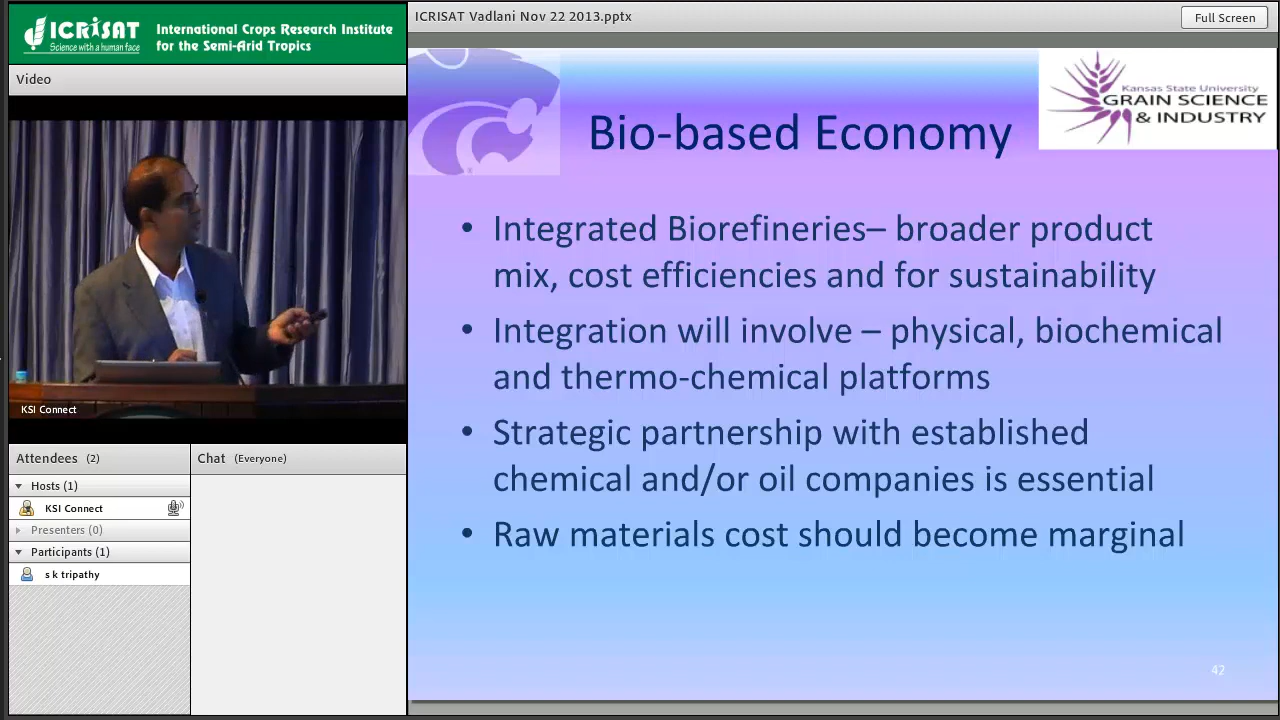 ICRISAT
Science with a human face
International Crops Research Institute
for the Semi-Arid Tropics
Video
KSI Connect
Attendees (2)
Hosts (1)
KSI Connect
Presenters (0)
Participants (1)
s k tripathy
Chat (Everyone)
ICRISAT Vadlani Nov 22 2013.pptx
Full Screen
Kansas State University
GRAIN SCIENCE
& INDUSTRY
Bio-based Economy
• Integrated Biorefineries– broader product
mix, cost efficiencies and for sustainability
• Integration will involve – physical, biochemical
and thermo-chemical platforms
• Strategic partnership with established
chemical and/or oil companies is essential
• Raw materials cost should become marginal
42